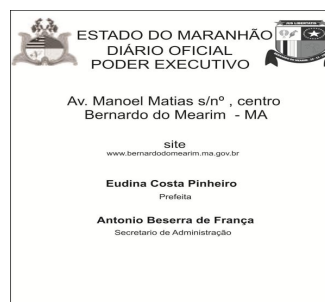 ESTADO DO MARANHÃO
DIÁRIO OFICIAL
PODER EXECUTIVO
Av. Manoel Matias s/nº , centro
Bernardo do Mearim - MA
site
www.bernardodomearim.ma.gov.br
Eudina Costa Pinheiro
Prefeita
Antonio Beserra de França
Secretario de Administração